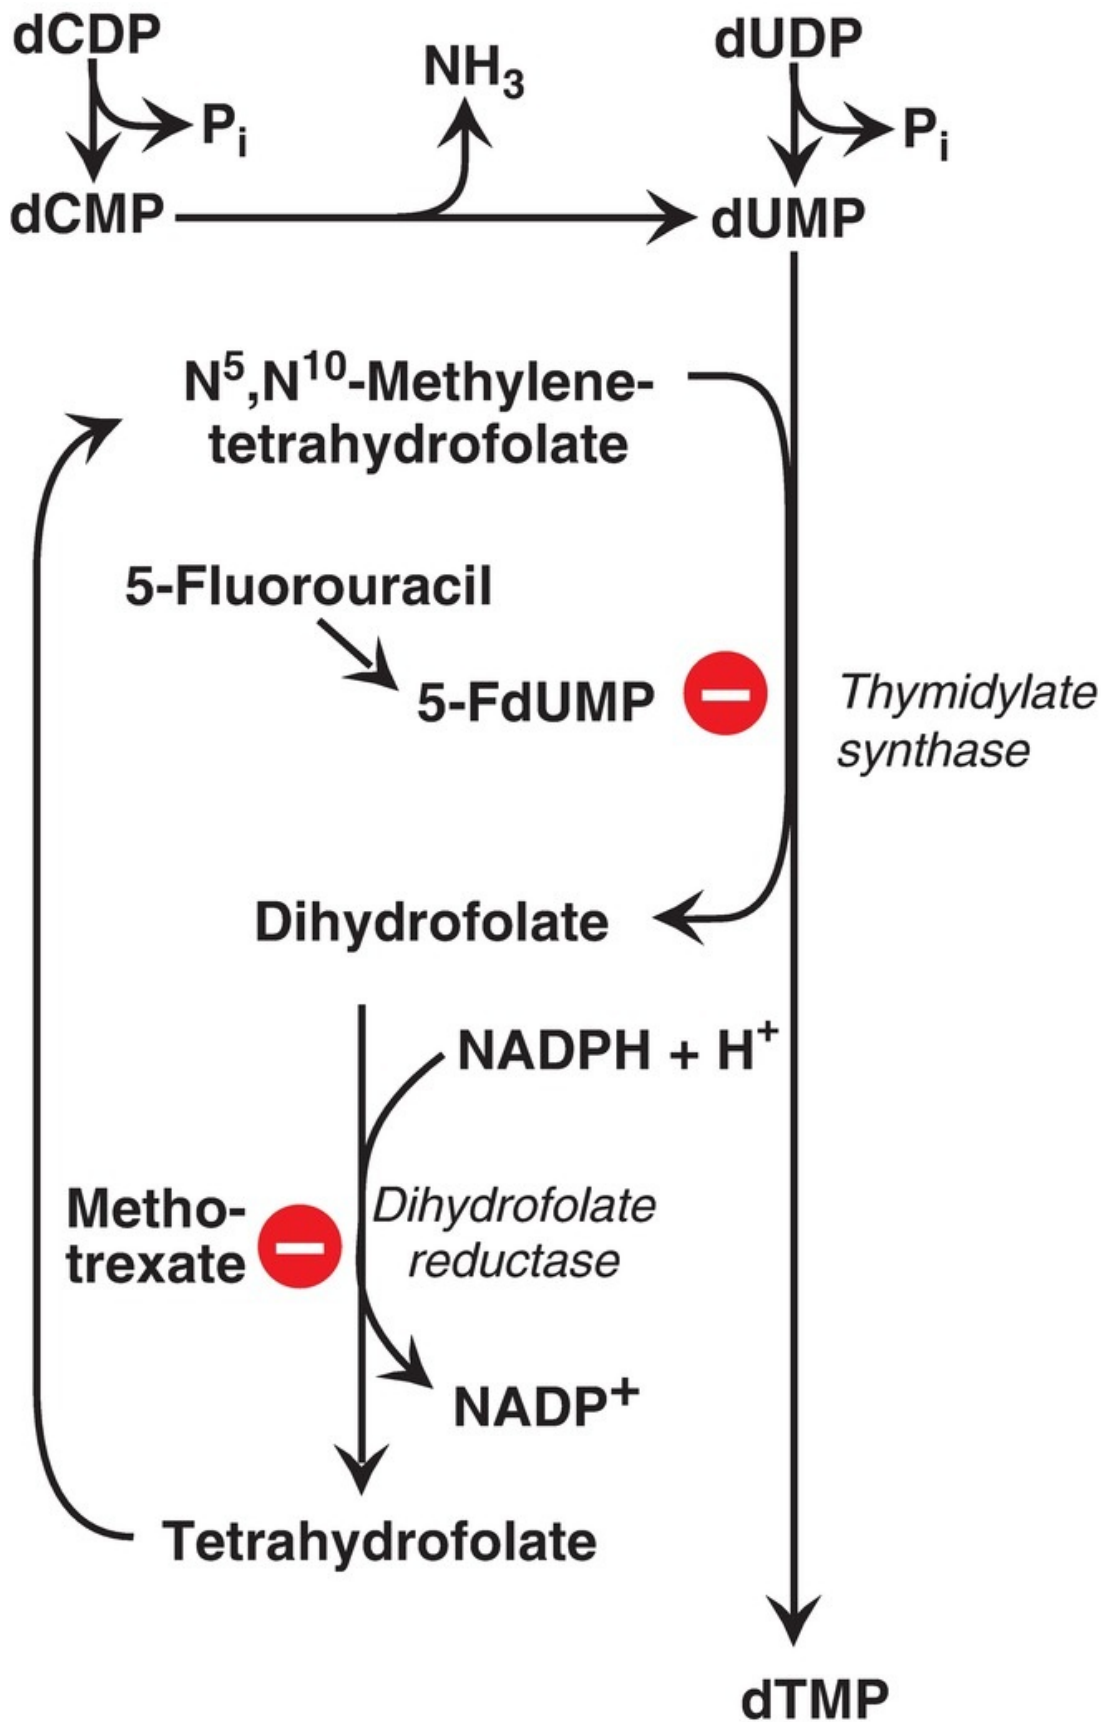 dCDP
NH₃
dUDP
Pᵢ
Pᵢ
dCMP
dUMP
N⁵,N¹⁰-Methylene-
tetrahydrofolate
5-Fluorouracil
5-FdUMP
Thymidylate
synthase
Dihydrofolate
NADPH + H⁺
Metho-
trexate
Dihydrofolate
reductase
NADP⁺
Tetrahydrofolate
dTMP